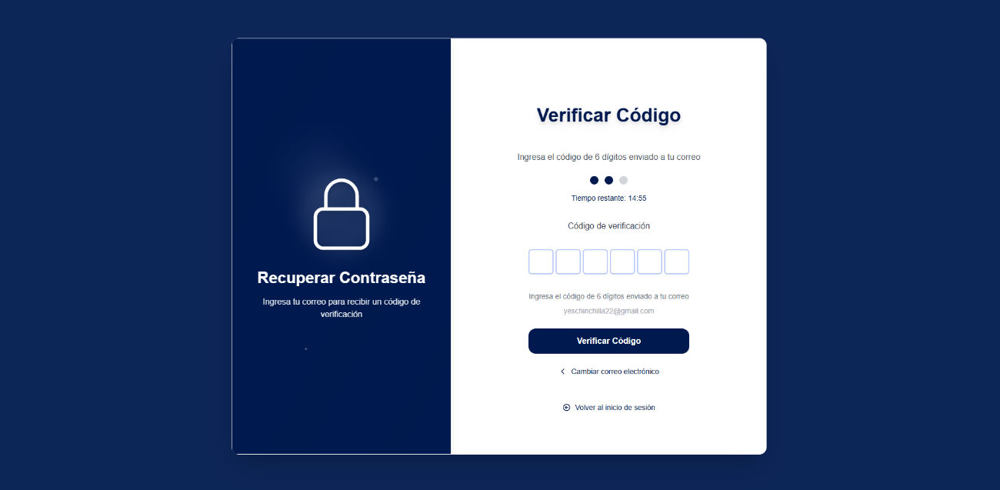 Recuperar Contraseña
Ingresa tu correo para recibir un código de
verificación
Verificar Código
Ingresa el código de 6 dígitos enviado a tu correo
Tiempo restante: 14:55
Código de verificación
Ingresa el código de 6 dígitos enviado a tu correo
yeschinchilla22@gmail.com
Verificar Código
Cambiar correo electrónico
Volver al inicio de sesión